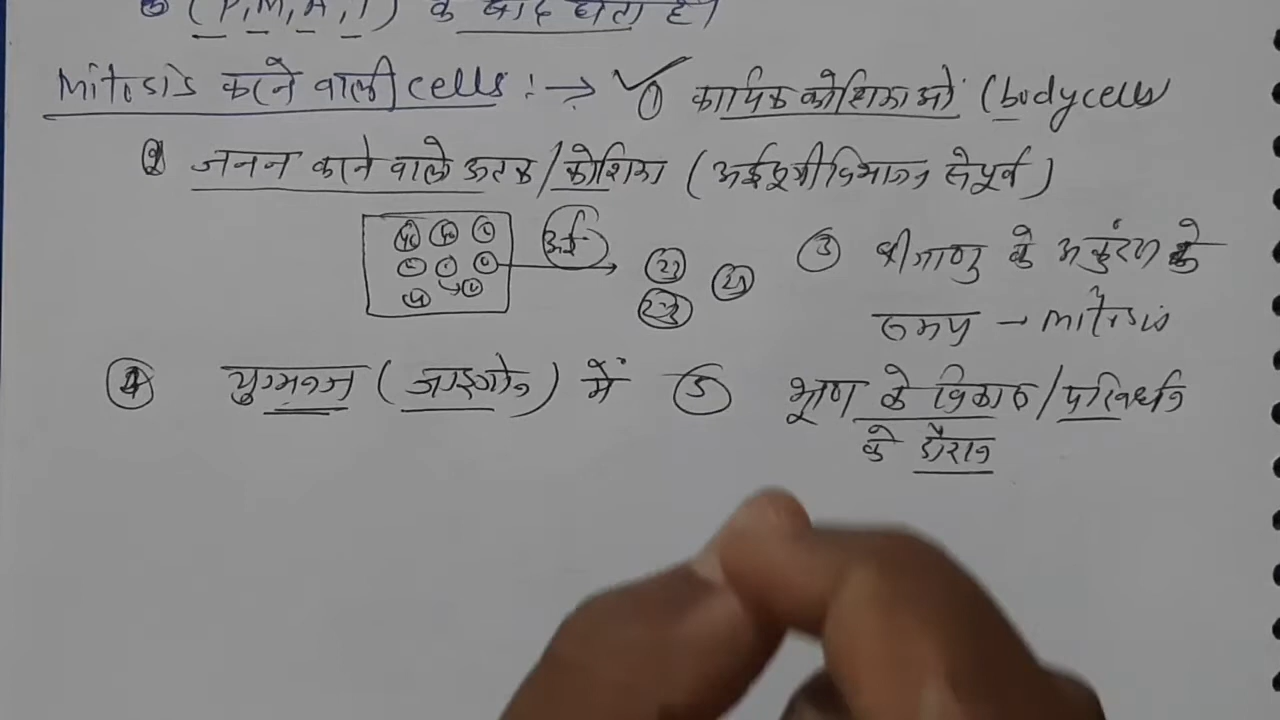 (P, M, A, T) के बाद होता है।
Mitosis करने वाली cells :→ ① कायिक कोशिकाओं (bodycells
② जनन करने वाले ऊतक/कोशिका (अर्द्धसूत्रीविभाजन से पूर्व)
③ बीजाणु के अंकुरण के
समय – mitosis
④ युग्मनज (जाइगोट) में ⑤ भ्रूण के विकास/परिवर्धन
के दौरान